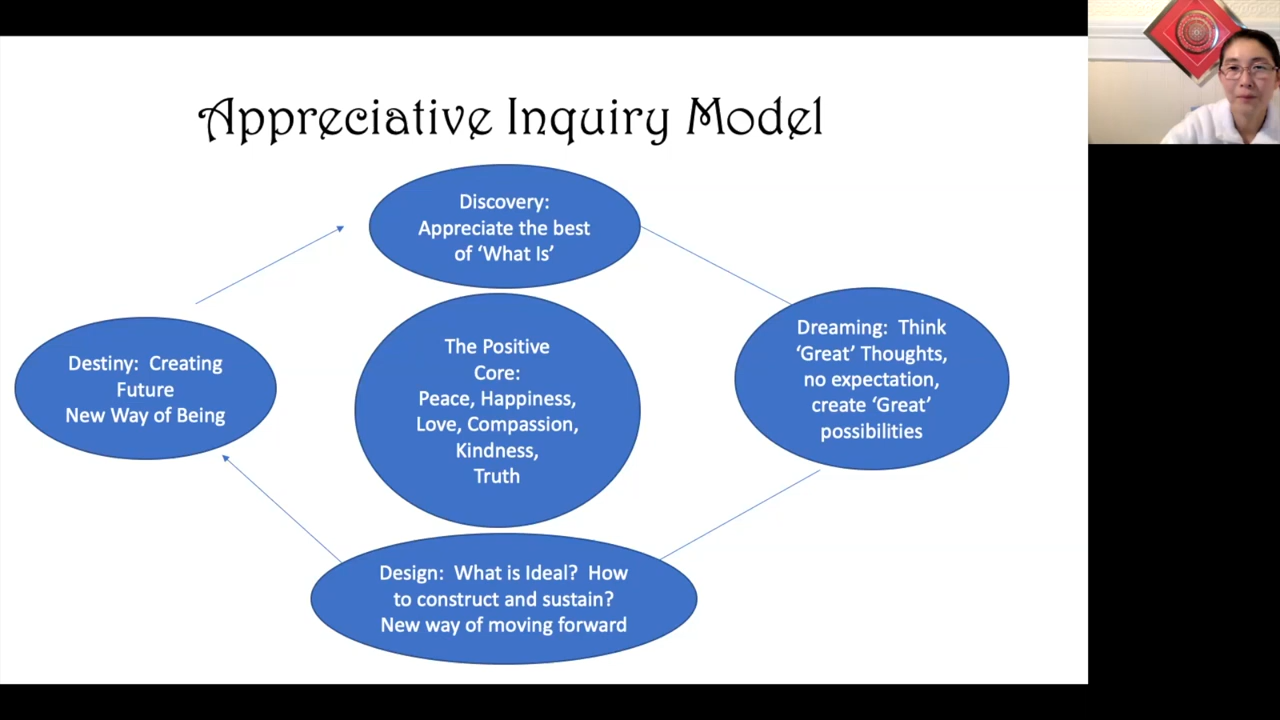 Appreciative Inquiry Model
Discovery:
Appreciate the best
of ‘What Is’
Dreaming:  Think
‘Great’ Thoughts,
no expectation,
create ‘Great’
possibilities
The Positive
Core:
Peace, Happiness,
Love, Compassion,
Kindness,
Truth
Destiny:  Creating
Future
New Way of Being
Design:  What is Ideal?  How
to construct and sustain?
New way of moving forward